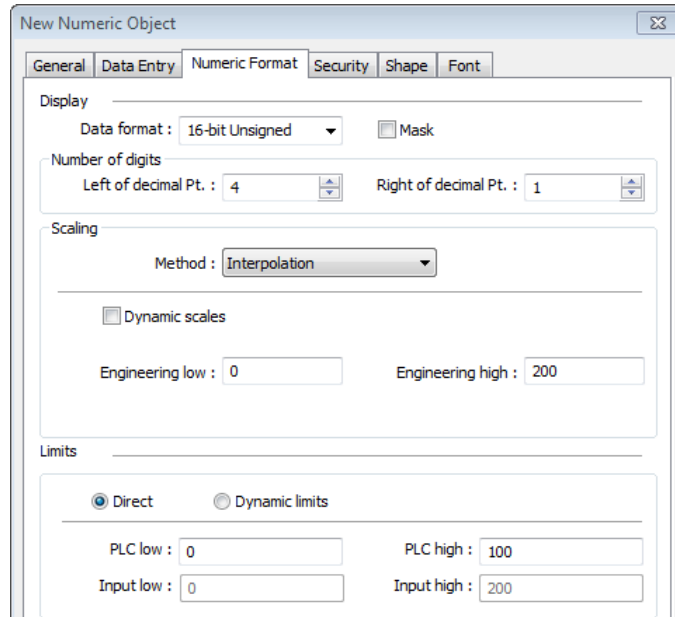 New Numeric Object
General Data Entry Numeric Format Security Shape Font
Display
Data format : 16-bit Unsigned Mask
Number of digits
Left of decimal Pt. : 4 Right of decimal Pt. : 1
Scaling
Method : Interpolation
Dynamic scales
Engineering low : 0 Engineering high : 200
Limits
Direct Dynamic limits
PLC low : 0 PLC high : 100
Input low : 0 Input high : 200